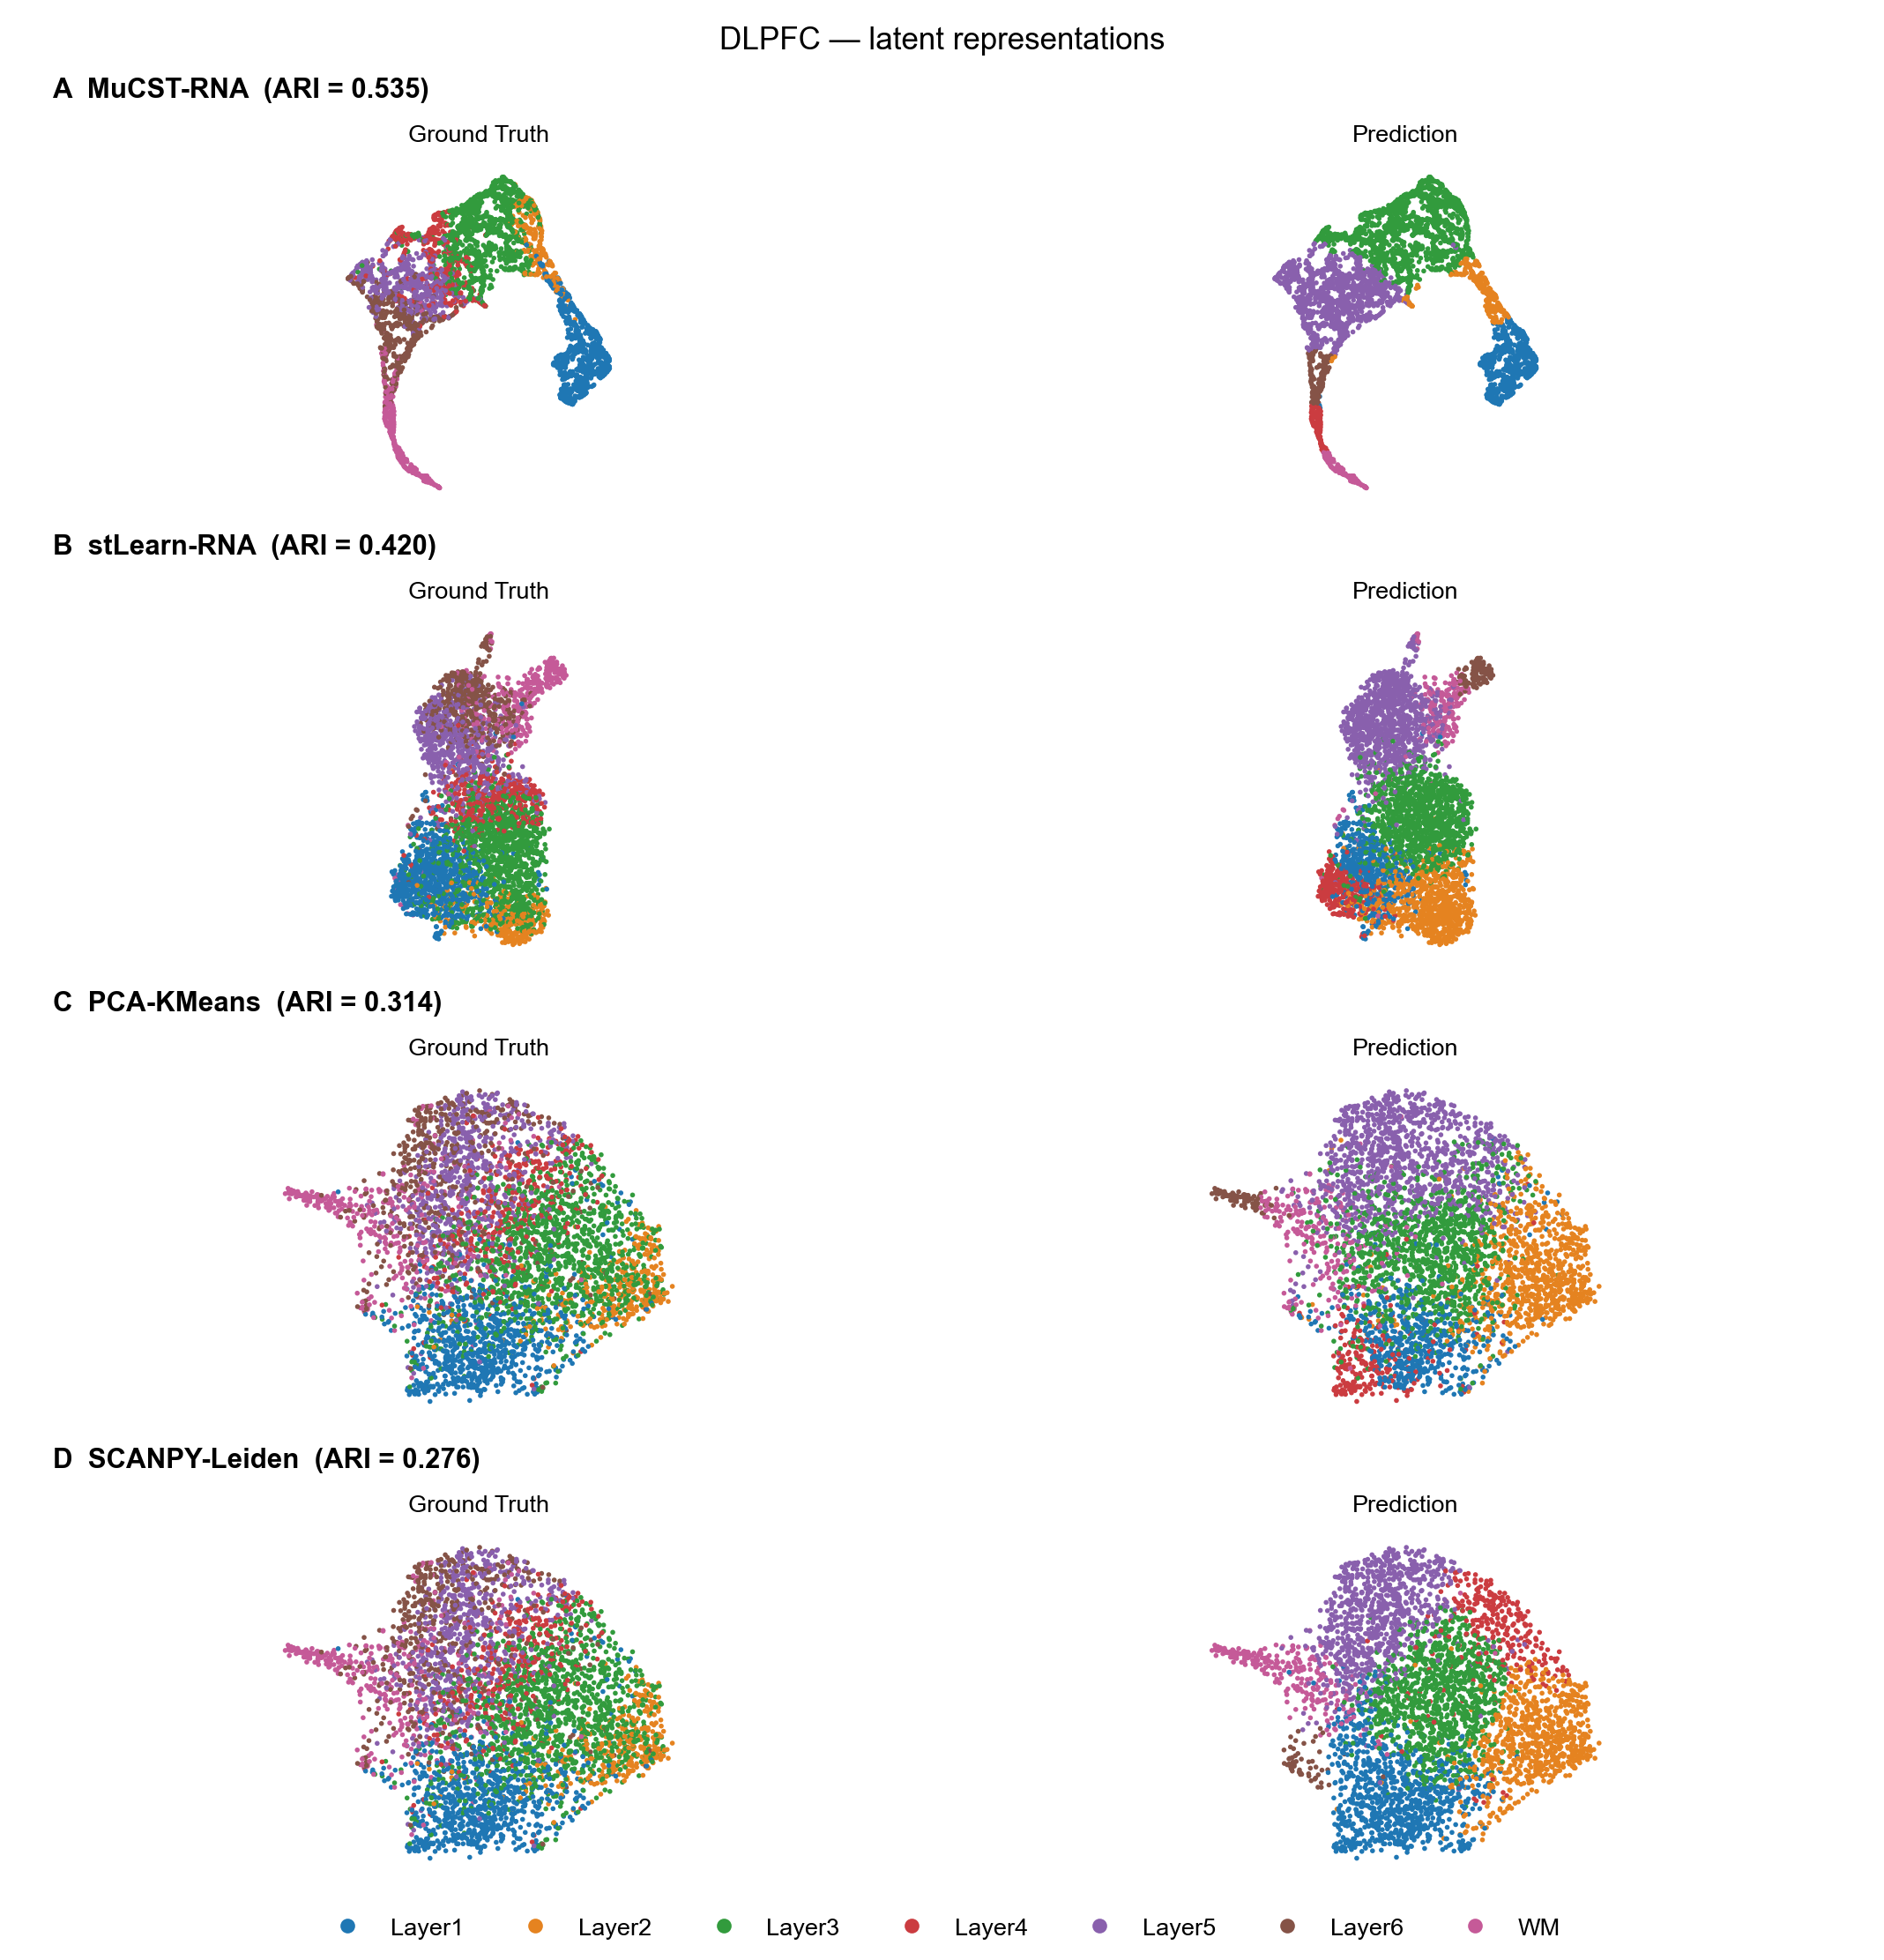 DLPFC — latent representations
A MuCST-RNA (ARI = 0.535)
Ground Truth
Prediction
B stLearn-RNA (ARI = 0.420)
Ground Truth
Prediction
C PCA-KMeans (ARI = 0.314)
Ground Truth
Prediction
D SCANPY-Leiden (ARI = 0.276)
Ground Truth
Prediction
Layer1 Layer2 Layer3 Layer4 Layer5 Layer6 WM